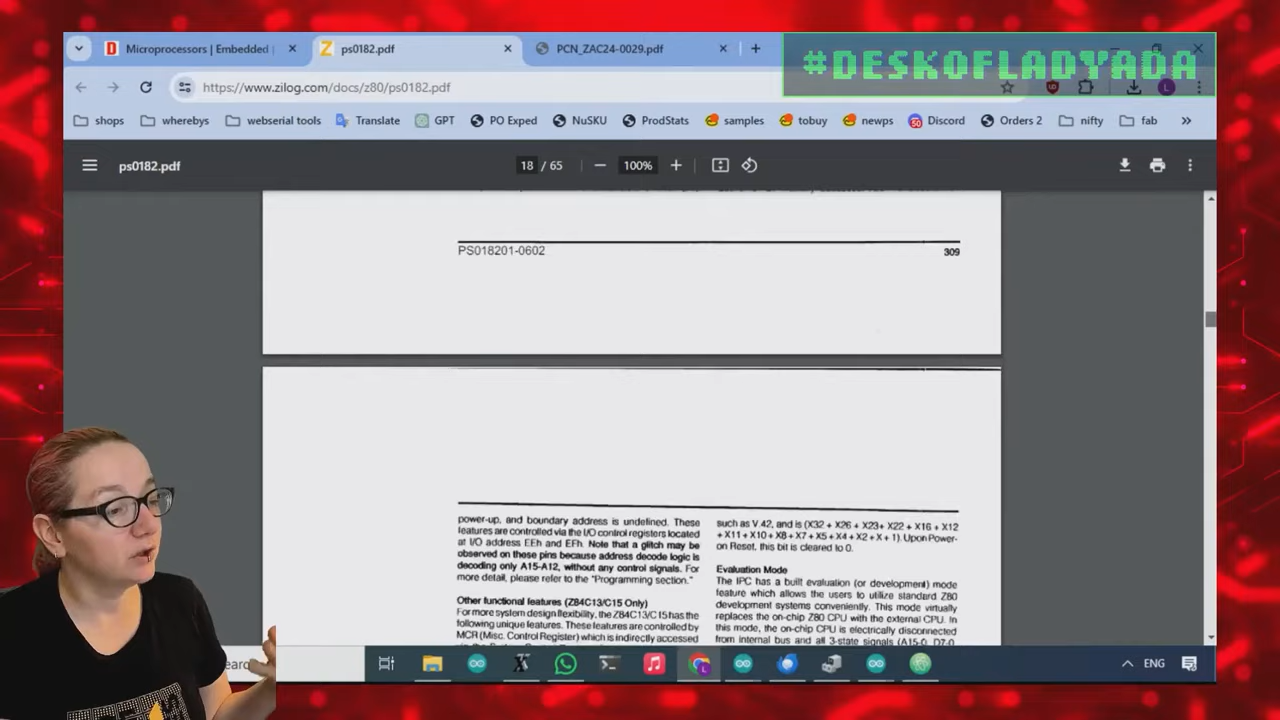 #DESKOFLADYADA
Microprocessors | Embedded
ps0182.pdf
PCN_ZAC24-0029.pdf
https://www.zilog.com/docs/z80/ps0182.pdf
shops
whereby
webserial tools
Translate
GPT
PO Exped
NuSKU
ProdStats
samples
tobuy
newps
Discord
Orders 2
nifty
fab
ps0182.pdf
18 / 65
100%
PS018201-0602
309
power-up, and boundary address is undefined. These
features are controlled via the I/O control registers located
at I/O address EEh and EFh. Note that a glitch may be
observed on these pins because address decode logic is
decoding only A15-A12, without any control signals. For
more detail, please refer to the "Programming section."
Other functional features (Z84C13/C15 Only)
For more system design flexibility, the Z84C13/C15 has the
following unique features. These features are controlled by
MCR (Misc. Control Register) which is indirectly accessed
such as V.42, and is (X32 + X26 + X23+ X22 + X16 + X12
+ X11 + X10 + X8 + X7 + X5 + X4 + X2 + X + 1). Upon Power-
on Reset, this bit is cleared to 0.
Evaluation Mode
The IPC has a built evaluation (or development) mode
feature which allows the users to utilize standard Z80
development systems conveniently. This mode virtually
replaces the on-chip Z80 CPU with the external CPU. In
this mode, the on-chip CPU is electrically disconnected
from internal bus and all 3-state signals (A15-0, D7-0
ENG